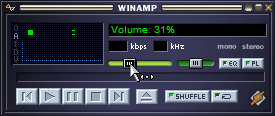 WINAMP
O
A
I
D
V
Volume: 31%
kbps kHz mono stereo
EQ PL
SHUFFLE